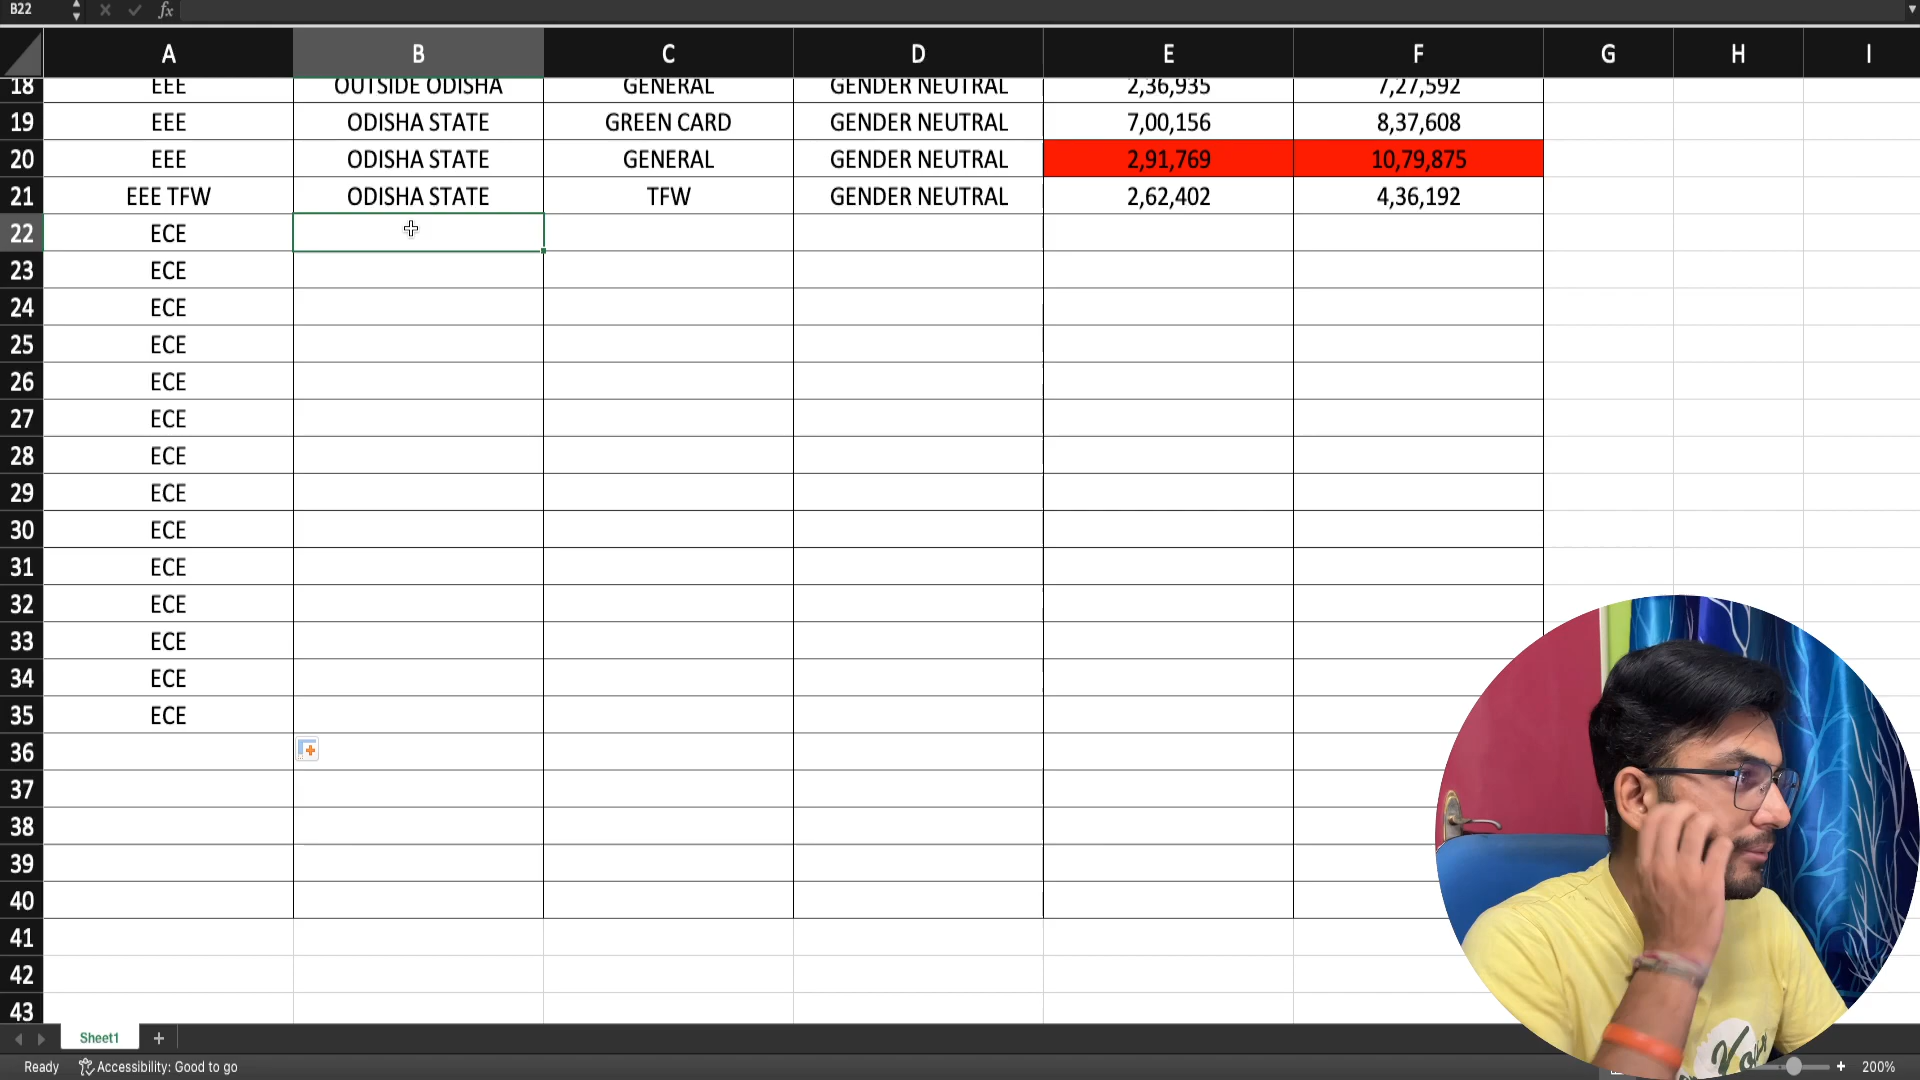 B22 fx
A B C D E F G H I
18 EEE OUTSIDE ODISHA GENERAL GENDER NEUTRAL 2,36,935 7,27,592
19 EEE ODISHA STATE GREEN CARD GENDER NEUTRAL 7,00,156 8,37,608
20 EEE ODISHA STATE GENERAL GENDER NEUTRAL 2,91,769 10,79,875
21 EEE TFW ODISHA STATE TFW GENDER NEUTRAL 2,62,402 4,36,192
22 ECE
23 ECE
24 ECE
25 ECE
26 ECE
27 ECE
28 ECE
29 ECE
30 ECE
31 ECE
32 ECE
33 ECE
34 ECE
35 ECE
36
37
38
39
40
41
42
43
Sheet1 +
Ready Accessibility: Good to go + 200%